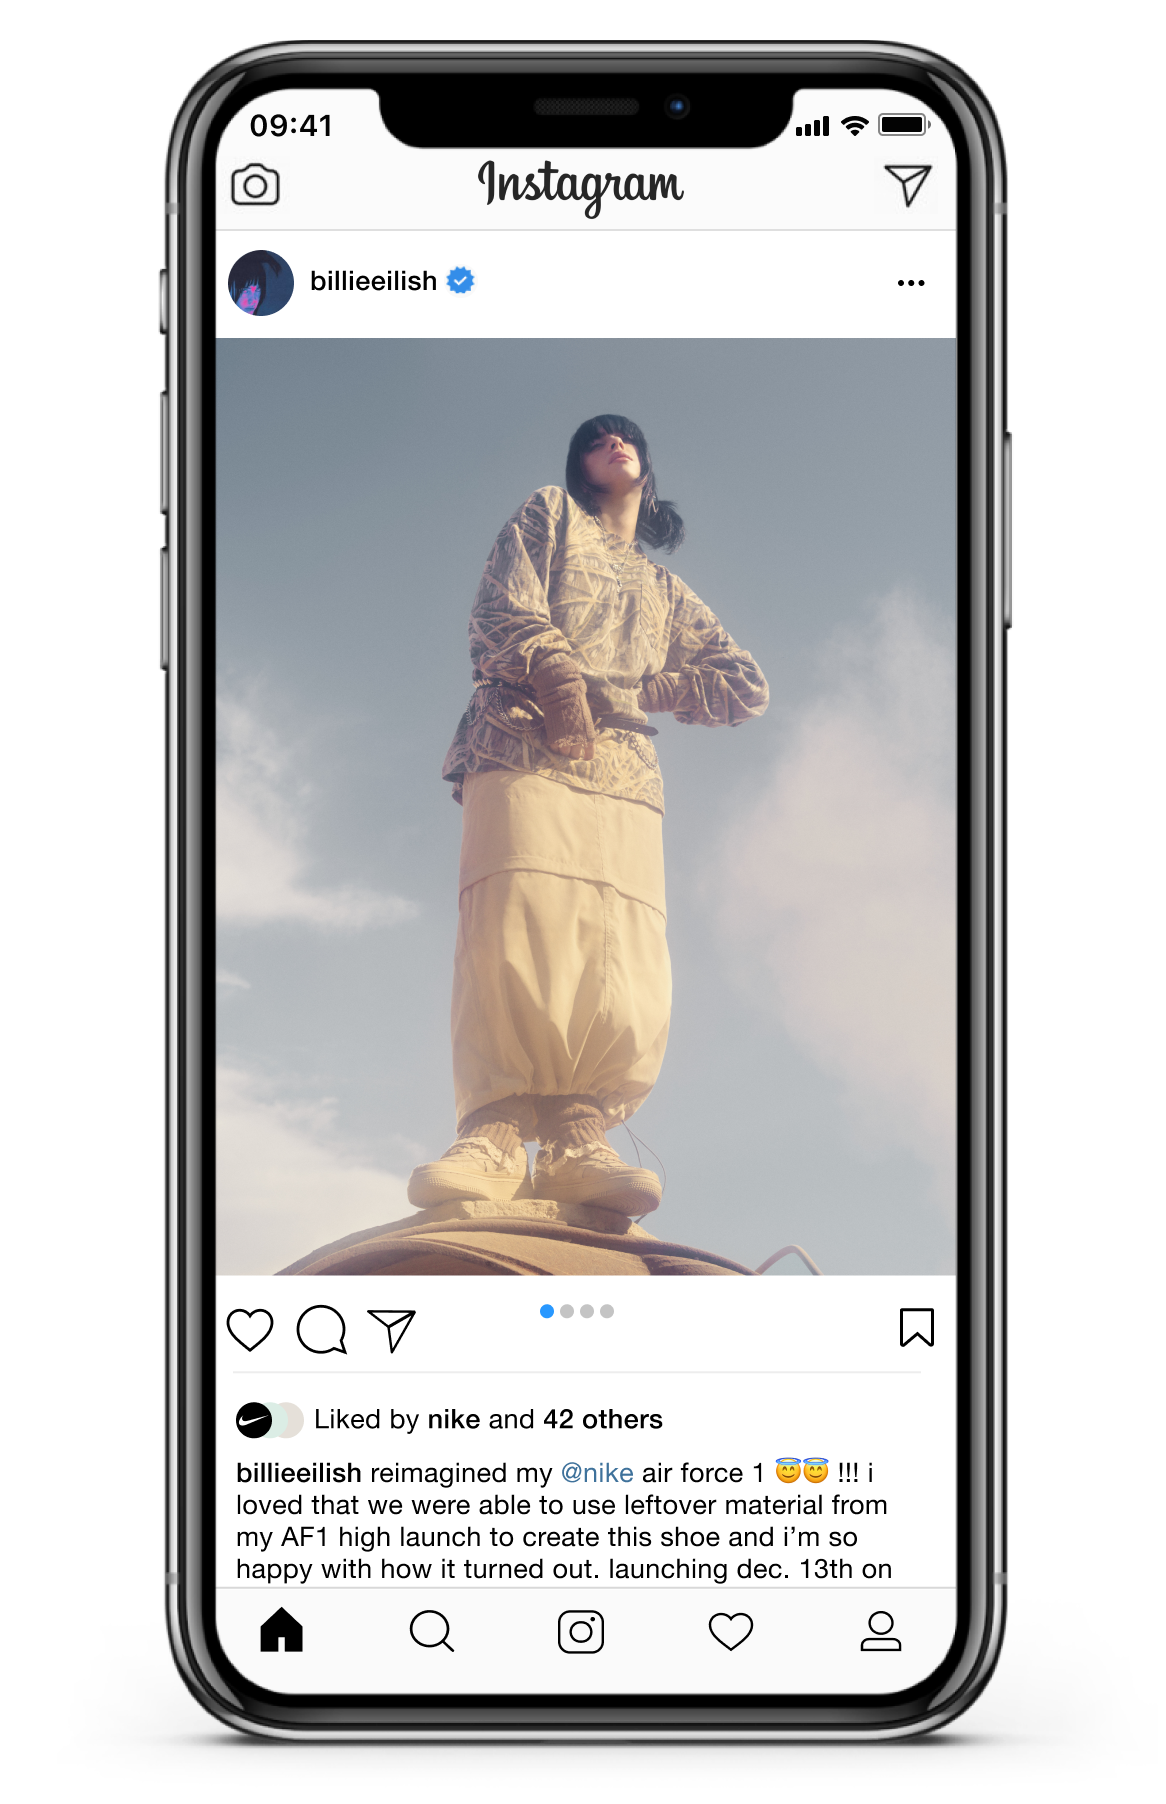 09:41
Instagram
billieeilish
Liked by nike and 42 others
billieeilish reimagined my @nike air force 1 😇😇 !!! i
loved that we were able to use leftover material from
my AF1 high launch to create this shoe and i’m so
happy with how it turned out. launching dec. 13th on